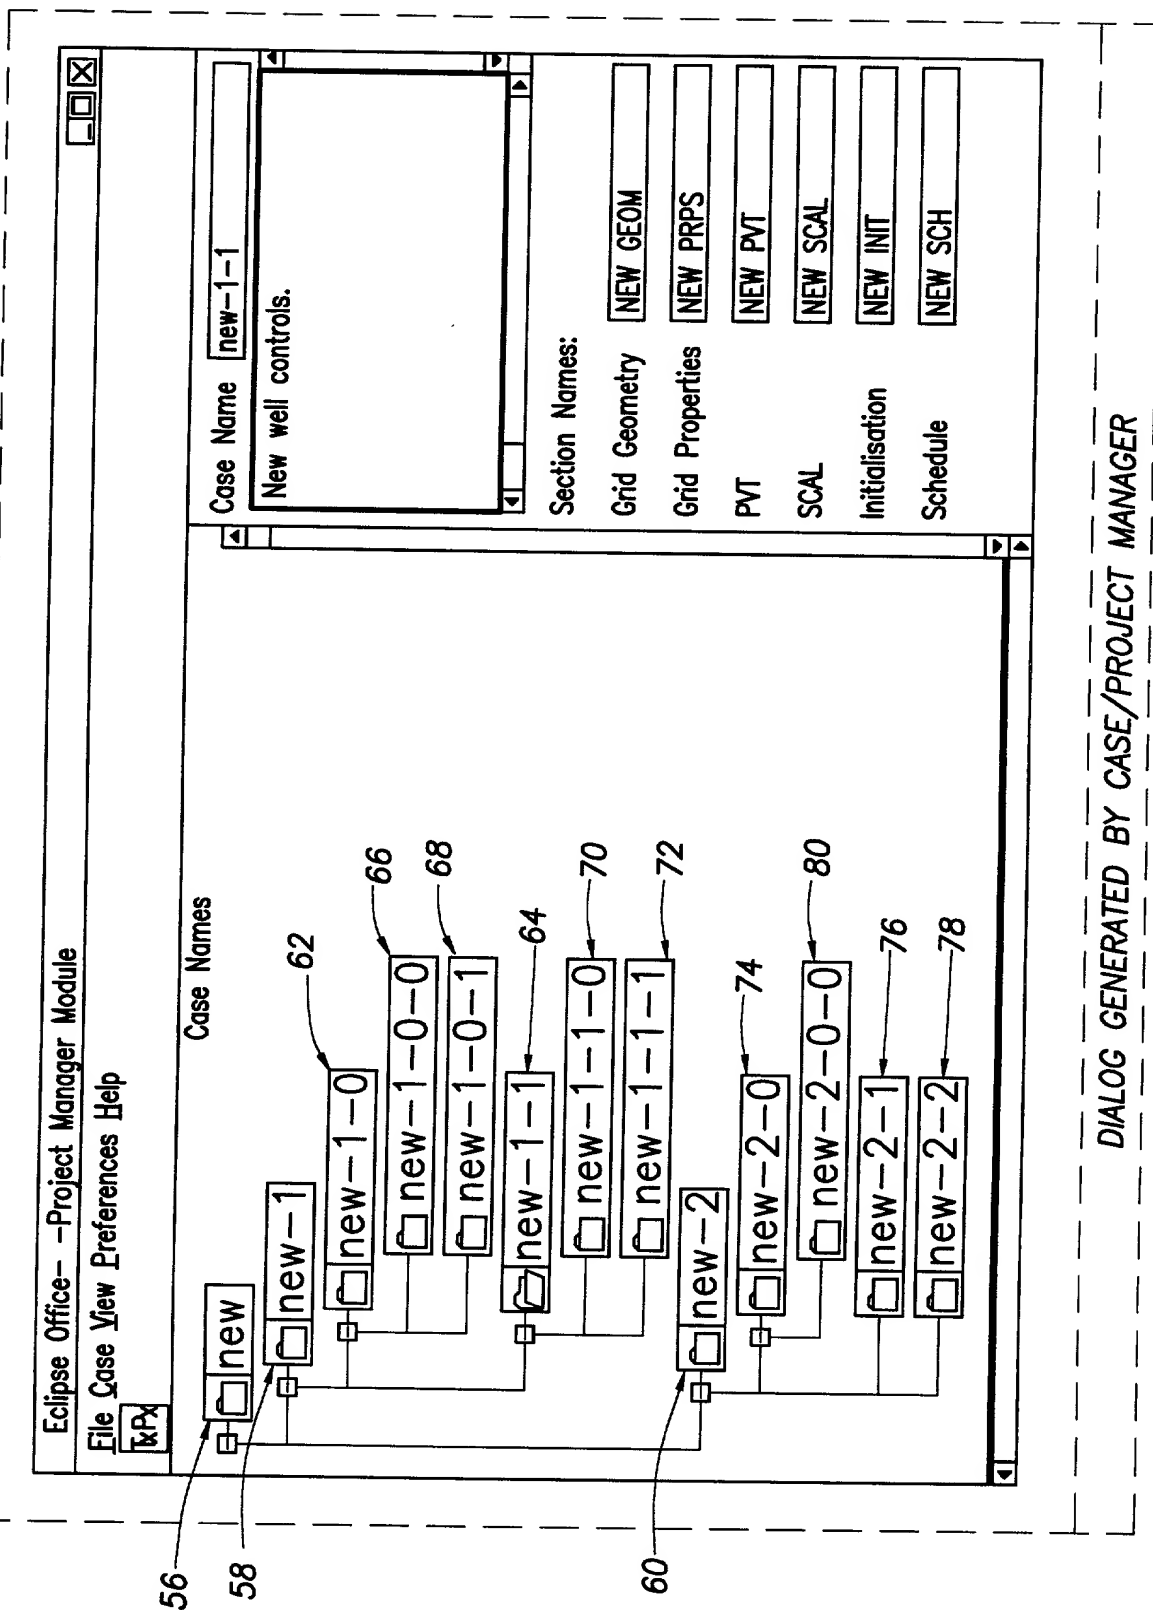 Eclipse Office- -Project Manager Module
File Case View Preferences Help
TxPx
Case Names
new
new-1
new-1-0
new-1-0-0
new-1-0-1
new-1-1
new-1-1-0
new-1-1-1
new-2
new-2-0
new-2-0-0
new-2-1
new-2-2
56
58
60
62
66
68
64
70
72
74
80
76
78
Case Name new-1-1
New well controls.
Section Names:
Grid Geometry NEW GEOM
Grid Properties NEW PRPS
PVT NEW PVT
SCAL NEW SCAL
Initialisation NEW INIT
Schedule NEW SCH
DIALOG GENERATED BY CASE/PROJECT MANAGER